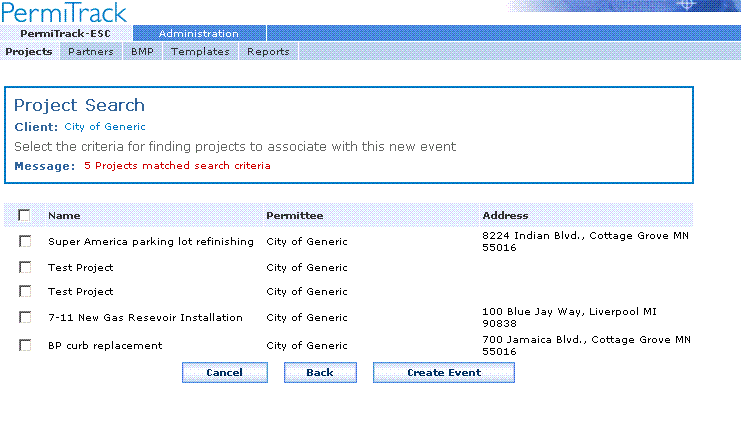 PermiTrack
PermiTrack-ESC Administration
Projects Partners BMP Templates Reports
Project Search
Client: City of Generic
Select the criteria for finding projects to associate with this new event
Message: 5 Projects matched search criteria
Name Permittee Address
Super America parking lot refinishing City of Generic 8224 Indian Blvd., Cottage Grove MN
55016
Test Project City of Generic
Test Project City of Generic
7-11 New Gas Resevoir Installation City of Generic 100 Blue Jay Way, Liverpool MI
90838
BP curb replacement City of Generic 700 Jamaica Blvd., Cottage Grove MN
55016
Cancel Back Create Event